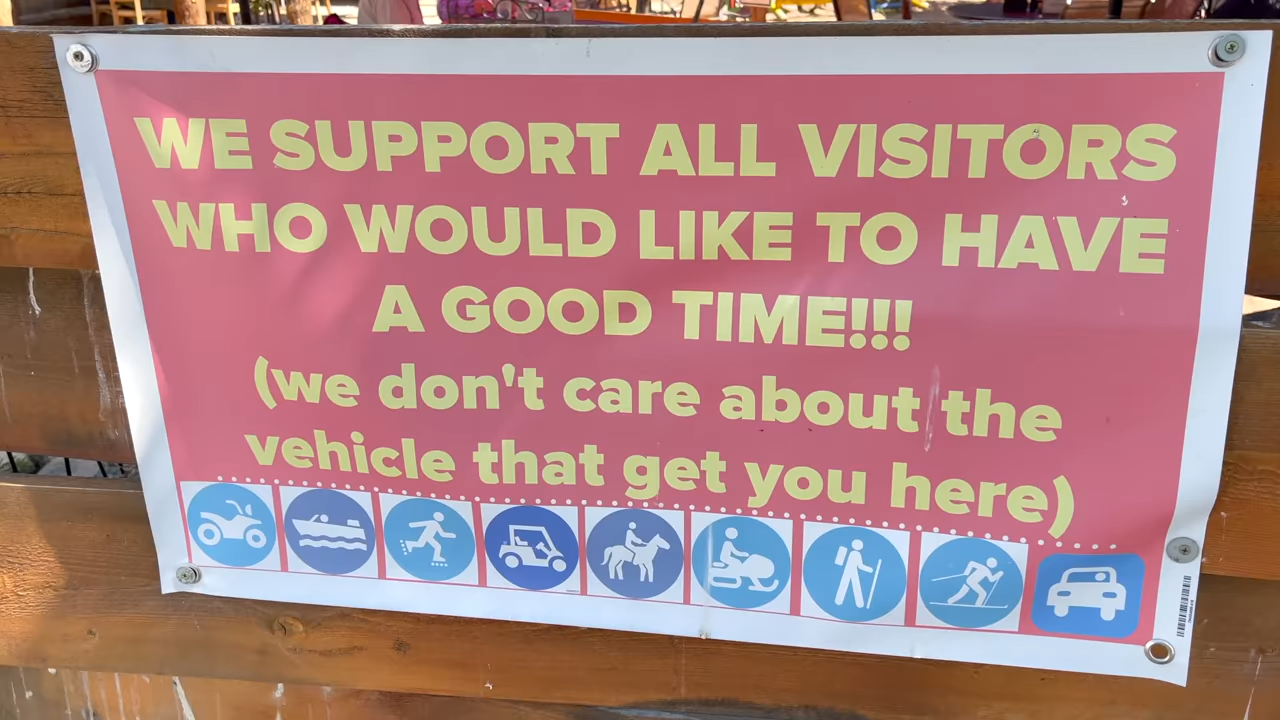 WE SUPPORT ALL VISITORS
WHO WOULD LIKE TO HAVE
A GOOD TIME!!!
(we don't care about the
vehicle that get you here)